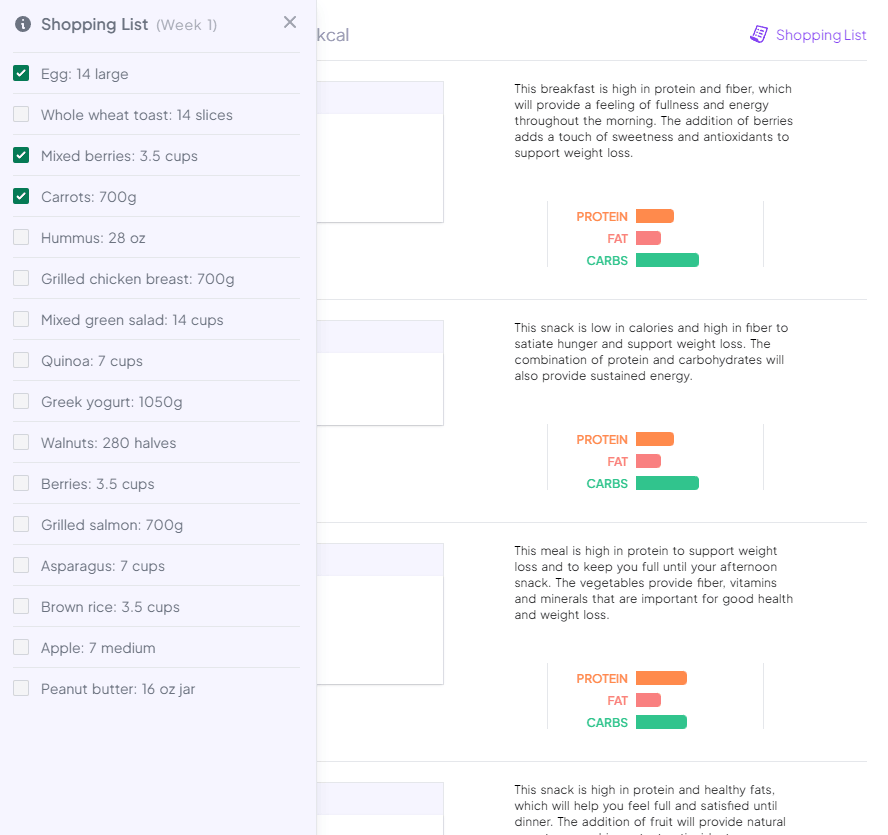 Shopping List (Week 1)
Egg: 14 large
Whole wheat toast: 14 slices
Mixed berries: 3.5 cups
Carrots: 700g
Hummus: 28 oz
Grilled chicken breast: 700g
Mixed green salad: 14 cups
Quinoa: 7 cups
Greek yogurt: 1050g
Walnuts: 280 halves
Berries: 3.5 cups
Grilled salmon: 700g
Asparagus: 7 cups
Brown rice: 3.5 cups
Apple: 7 medium
Peanut butter: 16 oz jar
kcal
Shopping List
This breakfast is high in protein and fiber, which
will provide a feeling of fullness and energy
throughout the morning. The addition of berries
adds a touch of sweetness and antioxidants to
support weight loss.
PROTEIN
FAT
CARBS
This snack is low in calories and high in fiber to
satiate hunger and support weight loss. The
combination of protein and carbohydrates will
also provide sustained energy.
PROTEIN
FAT
CARBS
This meal is high in protein to support weight
loss and to keep you full until your afternoon
snack. The vegetables provide fiber, vitamins
and minerals that are important for good health
and weight loss.
PROTEIN
FAT
CARBS
This snack is high in protein and healthy fats,
which will help you feel full and satisfied until
dinner. The addition of fruit will provide natural